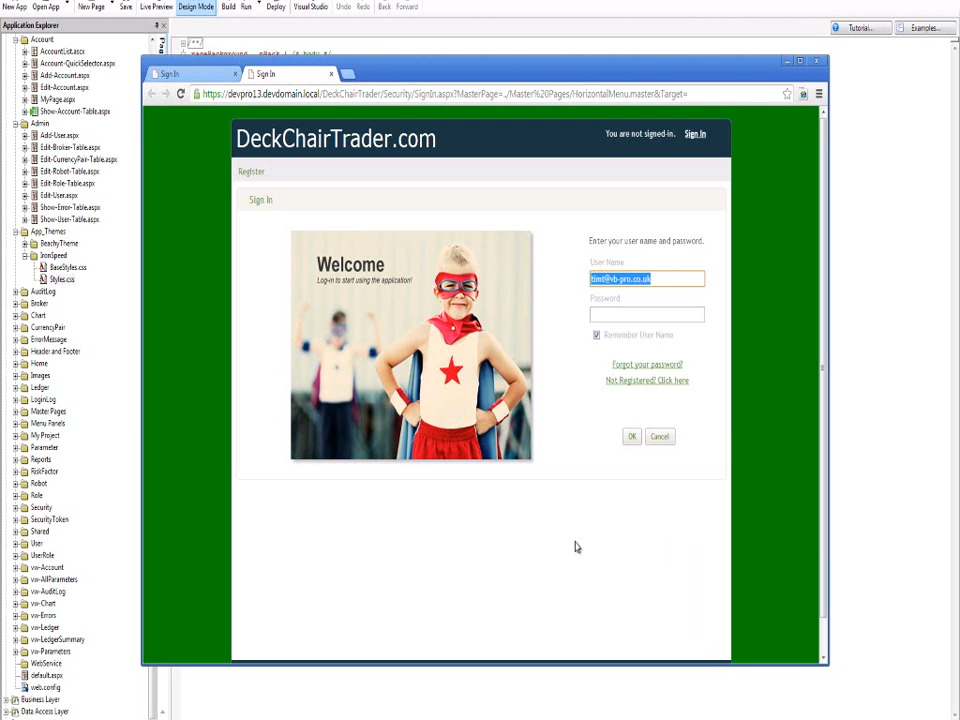 New App Open App New Page Save Live Preview Design Mode Build Run Deploy Visual Studio Undo Redo Back Forward
Application Explorer
Tutorial... Examples...
Account
AccountList.ascx
Account-QuickSelector.aspx
Add-Account.aspx
Edit-Account.aspx
MyPage.aspx
Show-Account-Table.aspx
Admin
Add-User.aspx
Edit-Broker-Table.aspx
Edit-CurrencyPair-Table.aspx
Edit-Robot-Table.aspx
Edit-Role-Table.aspx
Edit-User.aspx
Show-Error-Table.aspx
Show-User-Table.aspx
App_Themes
BeachyTheme
IronSpeed
BaseStyles.css
Styles.css
AuditLog
Broker
Chart
CurrencyPair
ErrorMessage
Header and Footer
Home
Images
Ledger
LoginLog
Master Pages
Menu Panels
My Project
Parameter
Reports
RiskFactor
Robot
Role
Security
SecurityToken
Shared
User
UserRole
vw-Account
vw-AllParameters
vw-AuditLog
vw-Chart
vw-Errors
vw-Ledger
vw-LedgerSummary
vw-Parameters
WebService
default.aspx
web.config
Business Layer
Data Access Layer
/**/
Sign In Sign In
https://devpro13.devdomain.local/DeckChairTrader/Security/SignIn.aspx?MasterPage=../Master%20Pages/HorizontalMenu.master&Target=
DeckChairTrader.com
You are not signed-in. Sign In
Register
Sign In
Welcome
Log-in to start using the application!
Enter your user name and password.
User Name
timt@vb-pro.co.uk
Password
Remember User Name
Forgot your password?
Not Registered? Click here
OK Cancel